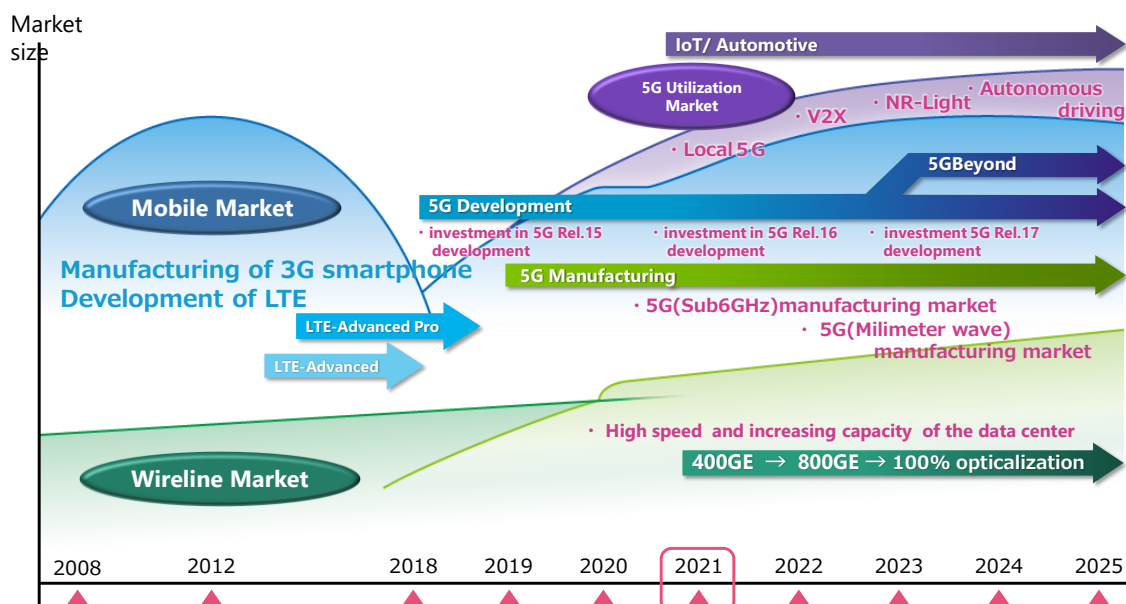 Market
size
IoT/ Automotive
5G Utilization
Market
・Autonomous
driving
・NR-Light
・V2X
・Local 5G
5GBeyond
Mobile Market
5G Development
・investment in 5G Rel.15
development
・investment in 5G Rel.16
development
・investment 5G Rel.17
development
Manufacturing of 3G smartphone
Development of LTE
5G Manufacturing
・5G(Sub6GHz)manufacturing market
・5G(Milimeter wave)
manufacturing market
LTE-Advanced Pro
LTE-Advanced
・High speed and increasing capacity of the data center
400GE → 800GE → 100% opticalization
Wireline Market
2008 2012 2018 2019 2020 2021 2022 2023 2024 2025